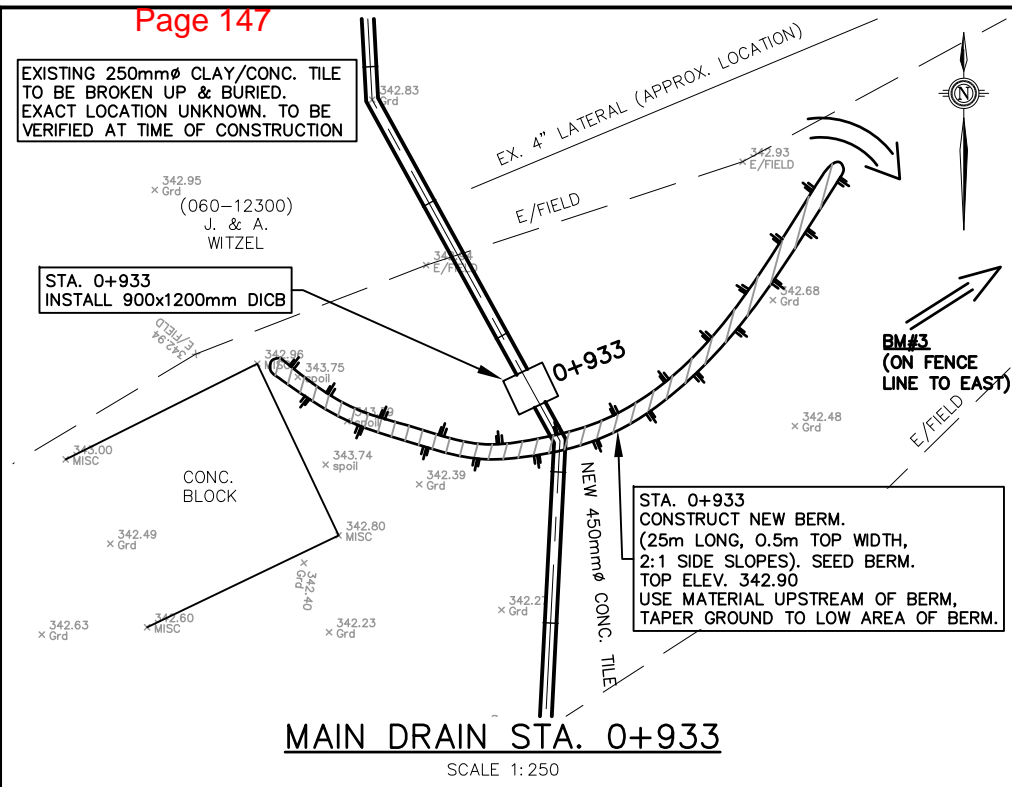 Page 147
EXISTING 250mmø CLAY/CONC. TILE
TO BE BROKEN UP & BURIED.
EXACT LOCATION UNKNOWN. TO BE
VERIFIED AT TIME OF CONSTRUCTION
342.83
Grd
EX. 4" LATERAL (APPROX. LOCATION)
N
342.93
E/FIELD
342.95
Grd
(060-12300)
J. & A.
WITZEL
E/FIELD
E/FIELD
STA. 0+933
INSTALL 900x1200mm DICB
342.68
Grd
342.94
E/FIELD
BM#3
(ON FENCE
LINE TO EAST)
0+933
342.96
MISC
343.75
spoil
spoil
342.48
Grd
E/FIELD
343.00
MISC
343.74
spoil
342.39
Grd
CONC.
BLOCK
NEW 450mmø CONC. TILE
STA. 0+933
CONSTRUCT NEW BERM.
(25m LONG, 0.5m TOP WIDTH,
2:1 SIDE SLOPES). SEED BERM.
TOP ELEV. 342.90
USE MATERIAL UPSTREAM OF BERM,
TAPER GROUND TO LOW AREA OF BERM.
342.49
Grd
342.80
MISC
342.40
Grd
342.63
Grd
342.60
MISC
342.23
Grd
Grd
MAIN DRAIN STA. 0+933
SCALE 1:250